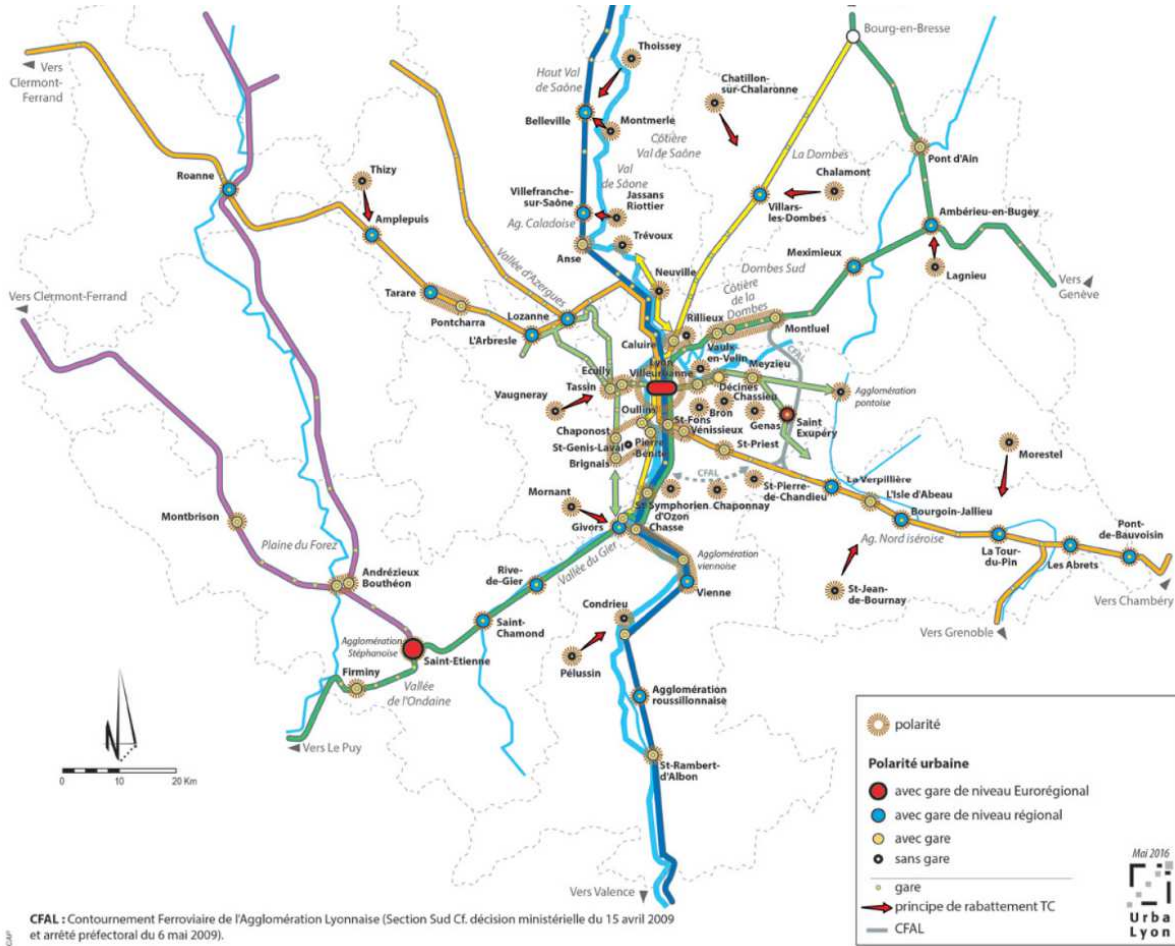 Bourg-en-Bresse
Vers
Clermont-
Ferrand
Thoissey
Haut Val
de Saône
Chatillon-
sur-Chalaronne
Belleville
Montmerle
Côtière
Val de Saône
La Dombes
Pont d'Ain
Thizy
Roanne
Val
de Saône
Chalamont
Villefranche-
sur-Saône
Jassans
Riottier
Villars-
les-Dombes
Amplepuis
Ag. Caladoise
Ambérieu-en-Bugey
Trévoux
Anse
Meximieux
Vallée d'Azergues
Neuville
Dombes Sud
Lagnieu
Vers
Genève
Vers Clermont-Ferrand
Tarare
Côtière
de la
Dombes
Pontcharra
Lozanne
Rillieux
Montluel
L'Arbresle
Caluire
Vaulx
en-Velin
CFAL
Ecully
Lyon
Villeurbanne
Meyzieu
Tassin
Décines
Agglomération
pontoise
Vaugneray
Chassieu
Oullins
Bron
Chaponost
St-Fons
Genas
Saint
Exupéry
Vénissieux
St-Genis-Laval
Pierre
Bénite
St-Priest
Brignais
Morestel
CFAL
La Verpillière
Mornant
St-Pierre-
de-Chandieu
L'Isle d'Abeau
Montbrison
St Symphorien
d'Ozon
Chaponnay
Bourgoin-Jallieu
Pont-
de-Bauvoisin
Givors
Chasse
Plaine du Forez
Ag. Nord iséroise
La Tour-
du-Pin
Les Abrets
Vallée du Gier
Agglomération
viennoise
Andrézieux
Bouthéon
Rive-
de-Gier
Vienne
St-Jean-
de-Bournay
Vers Chambéry
Condrieu
Saint-
Chamond
Vers Grenoble
Agglomération
Stéphanoise
Saint-Etienne
Firminy
Pélussin
Vallée
de l'Ondaine
Agglomération
roussillonnaise
Vers Le Puy
N
0 10 20 Km
St-Rambert-
d'Albon
Vers Valence
polarité
Polarité urbaine
avec gare de niveau Eurorégional
avec gare de niveau régional
avec gare
sans gare
gare
principe de rabattement TC
CFAL
Mai 2016
Urba
Lyon
CFAL : Contournement Ferroviaire de l'Agglomération Lyonnaise (Section Sud Cf. décision ministérielle du 15 avril 2009
et arrêté préfectoral du 6 mai 2009).